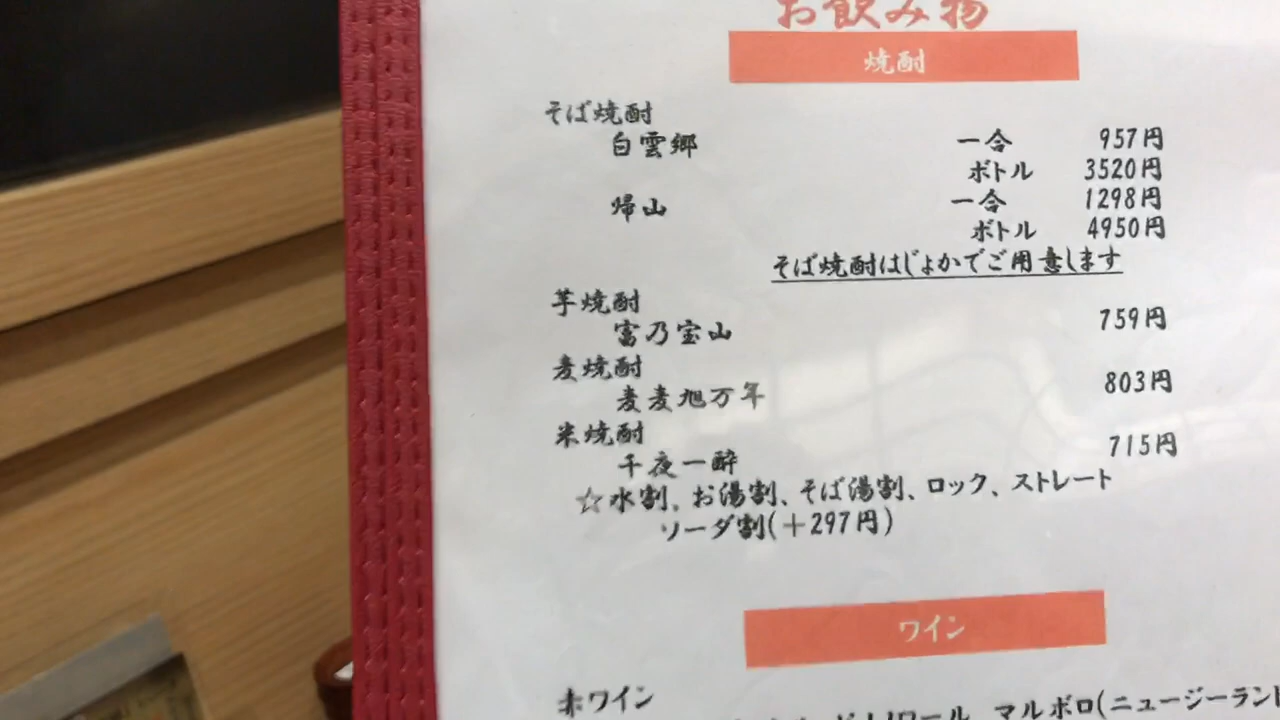 お飲み物
焼酎
そば焼酎
白雲郷 一合 957円
ボトル 3520円
帰山 一合 1298円
ボトル 4950円
そば焼酎はじょかでご用意します
芋焼酎
富乃宝山 759円
麦焼酎
麦麦旭万年 803円
米焼酎
千夜一酔 715円
☆水割、お湯割、そば湯割、ロック、ストレート
ソーダ割(+297円)
ワイン
赤ワイン
マルボロ(ニュージーランド